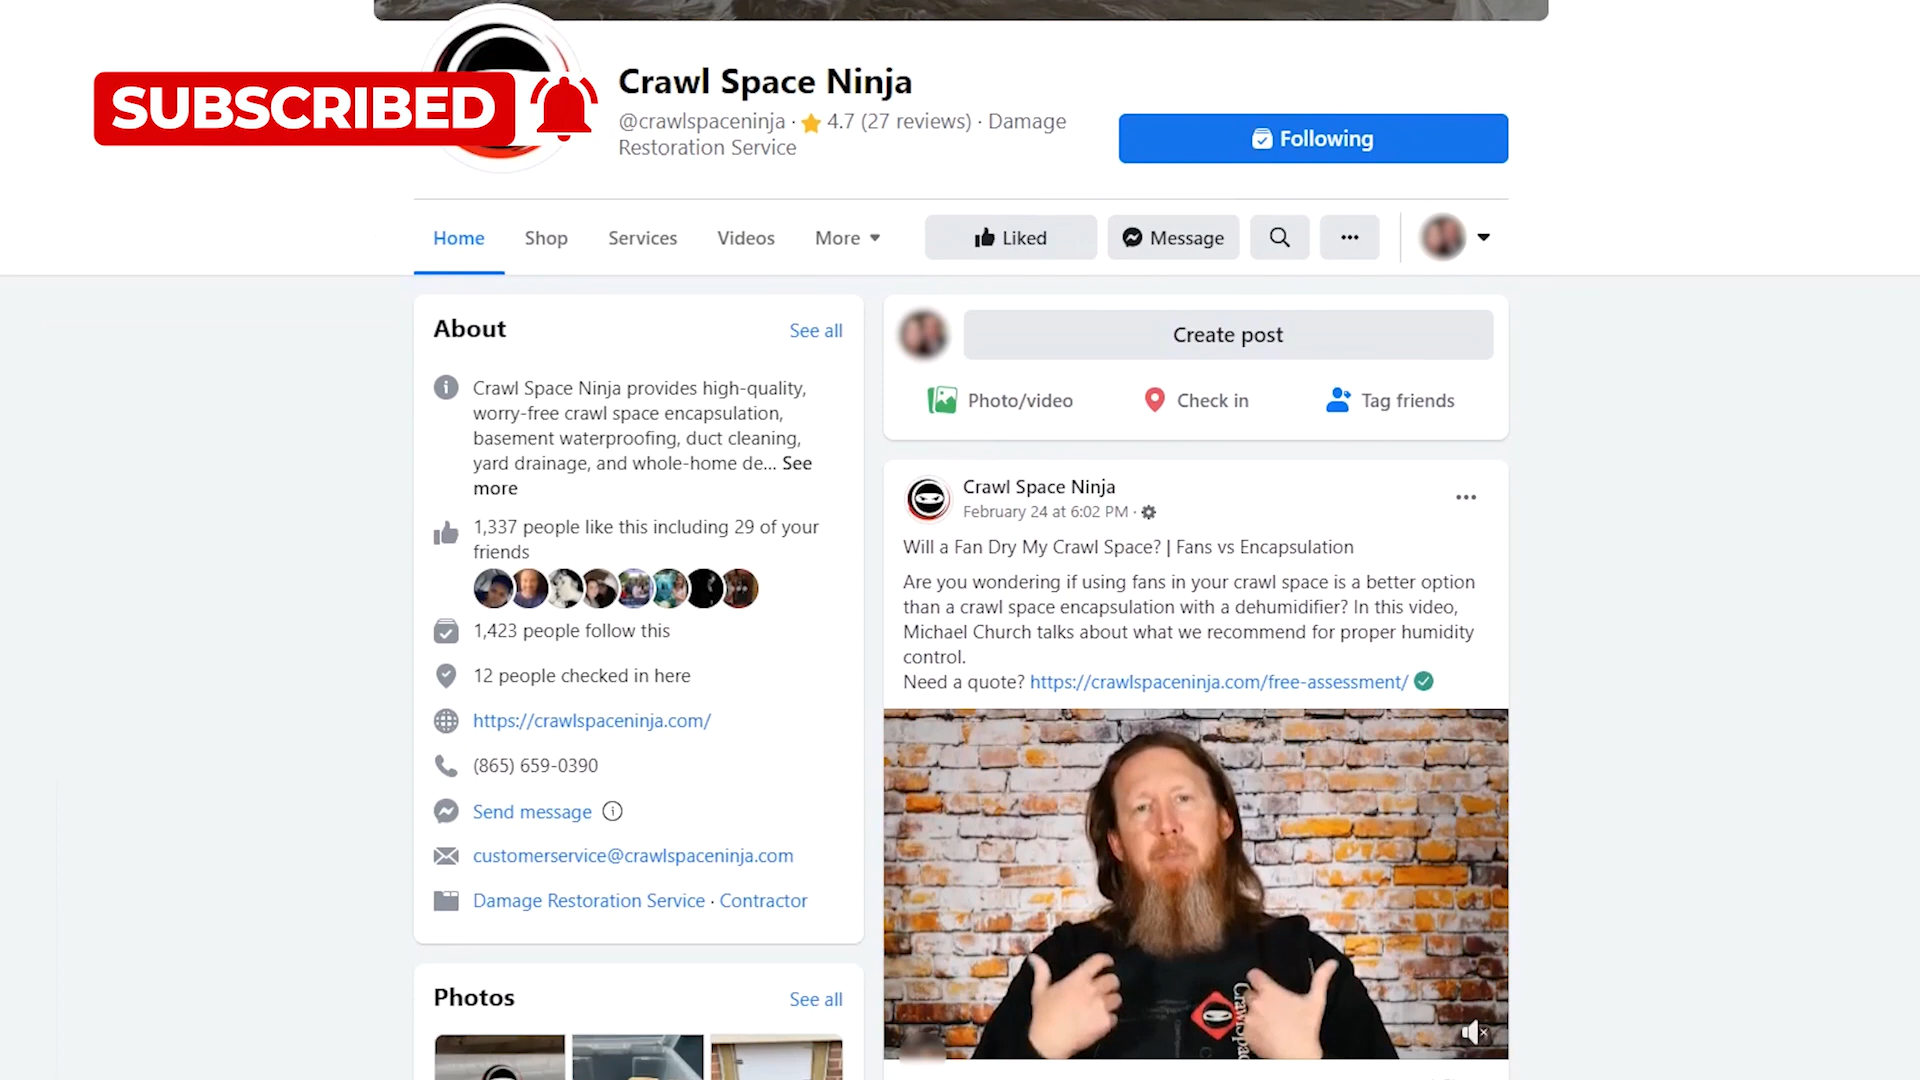 SUBSCRIBED
Crawl Space Ninja
@crawlspaceninja · 4.7 (27 reviews) · Damage
Restoration Service
Following
Home
Shop
Services
Videos
More
Liked
Message
About
See all
Crawl Space Ninja provides high-quality,
worry-free crawl space encapsulation,
basement waterproofing, duct cleaning,
yard drainage, and whole-home de... See
more
1,337 people like this including 29 of your
friends
1,423 people follow this
12 people checked in here
https://crawlspaceninja.com/
(865) 659-0390
Send message
customerservice@crawlspaceninja.com
Damage Restoration Service · Contractor
Photos
See all
Create post
Photo/video
Check in
Tag friends
Crawl Space Ninja
February 24 at 6:02 PM ·
Will a Fan Dry My Crawl Space? | Fans vs Encapsulation
Are you wondering if using fans in your crawl space is a better option
than a crawl space encapsulation with a dehumidifier? In this video,
Michael Church talks about what we recommend for proper humidity
control.
Need a quote? https://crawlspaceninja.com/free-assessment/